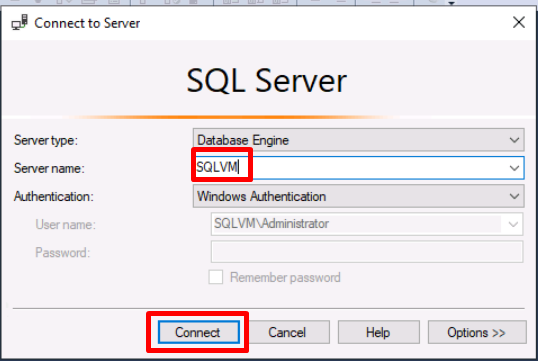 Connect to Server
SQL Server
Server type: Database Engine
Server name: SQLVM
Authentication: Windows Authentication
User name: SQLVM\Administrator
Password:
Remember password
Connect Cancel Help Options >>